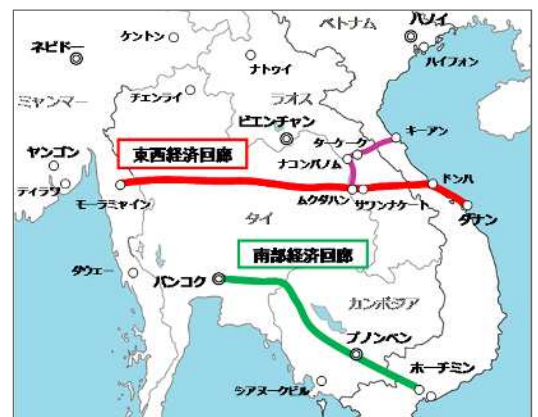 ベトナム
ハノイ
ケントン
ネピドー
ハイフォン
ナトゥイ
ミャンマー
チェンライ
ラオス
ビエンチャン
キーアン
ターケーク
ヤンゴン
東西経済回廊
ナコンパノム
ティラワ
ドンハ
モーラミャイン
ムクダハン
サワンナケート
ダナン
タイ
南部経済回廊
ダウェー
バンコク
カンボジア
プノンペン
ホーチミン
シアヌークビル